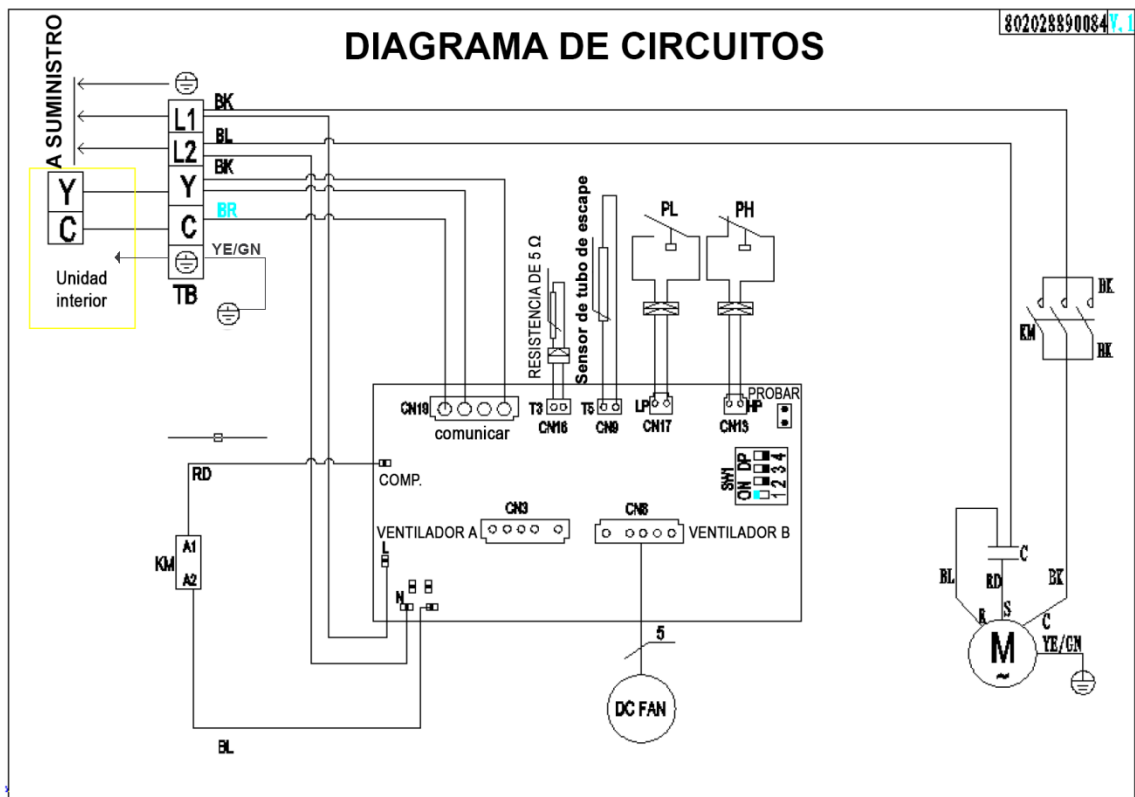 802028890084 V.1
DIAGRAMA DE CIRCUITOS
A SUMINISTRO
L1
L2
Y
C
TB
BK
BL
BK
BR
YE/GN
Y
C
Unidad
interior
RESISTENCIA DE 5 Ω
Sensor de tubo de escape
PL
PH
KM
BK
BK
CN19
comunicar
T3
CN16
T5
CN9
LP
CN17
HP
CN13
PROBAR
SW1
ON DP
1 2 3 4
RD
COMP.
KM
A1
A2
BL
CN3
VENTILADOR A
CN8
VENTILADOR B
L
N
5
DC FAN
C
BL
RD
BK
R
S
C
M
~
YE/GN